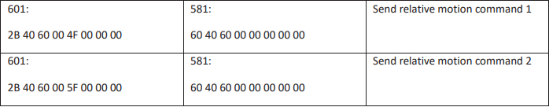 601:
581:
Send relative motion command 1
2B 40 60 00 4F 00 00 00
60 40 60 00 00 00 00 00
601:
581:
Send relative motion command 2
2B 40 60 00 5F 00 00 00
60 40 60 00 00 00 00 00